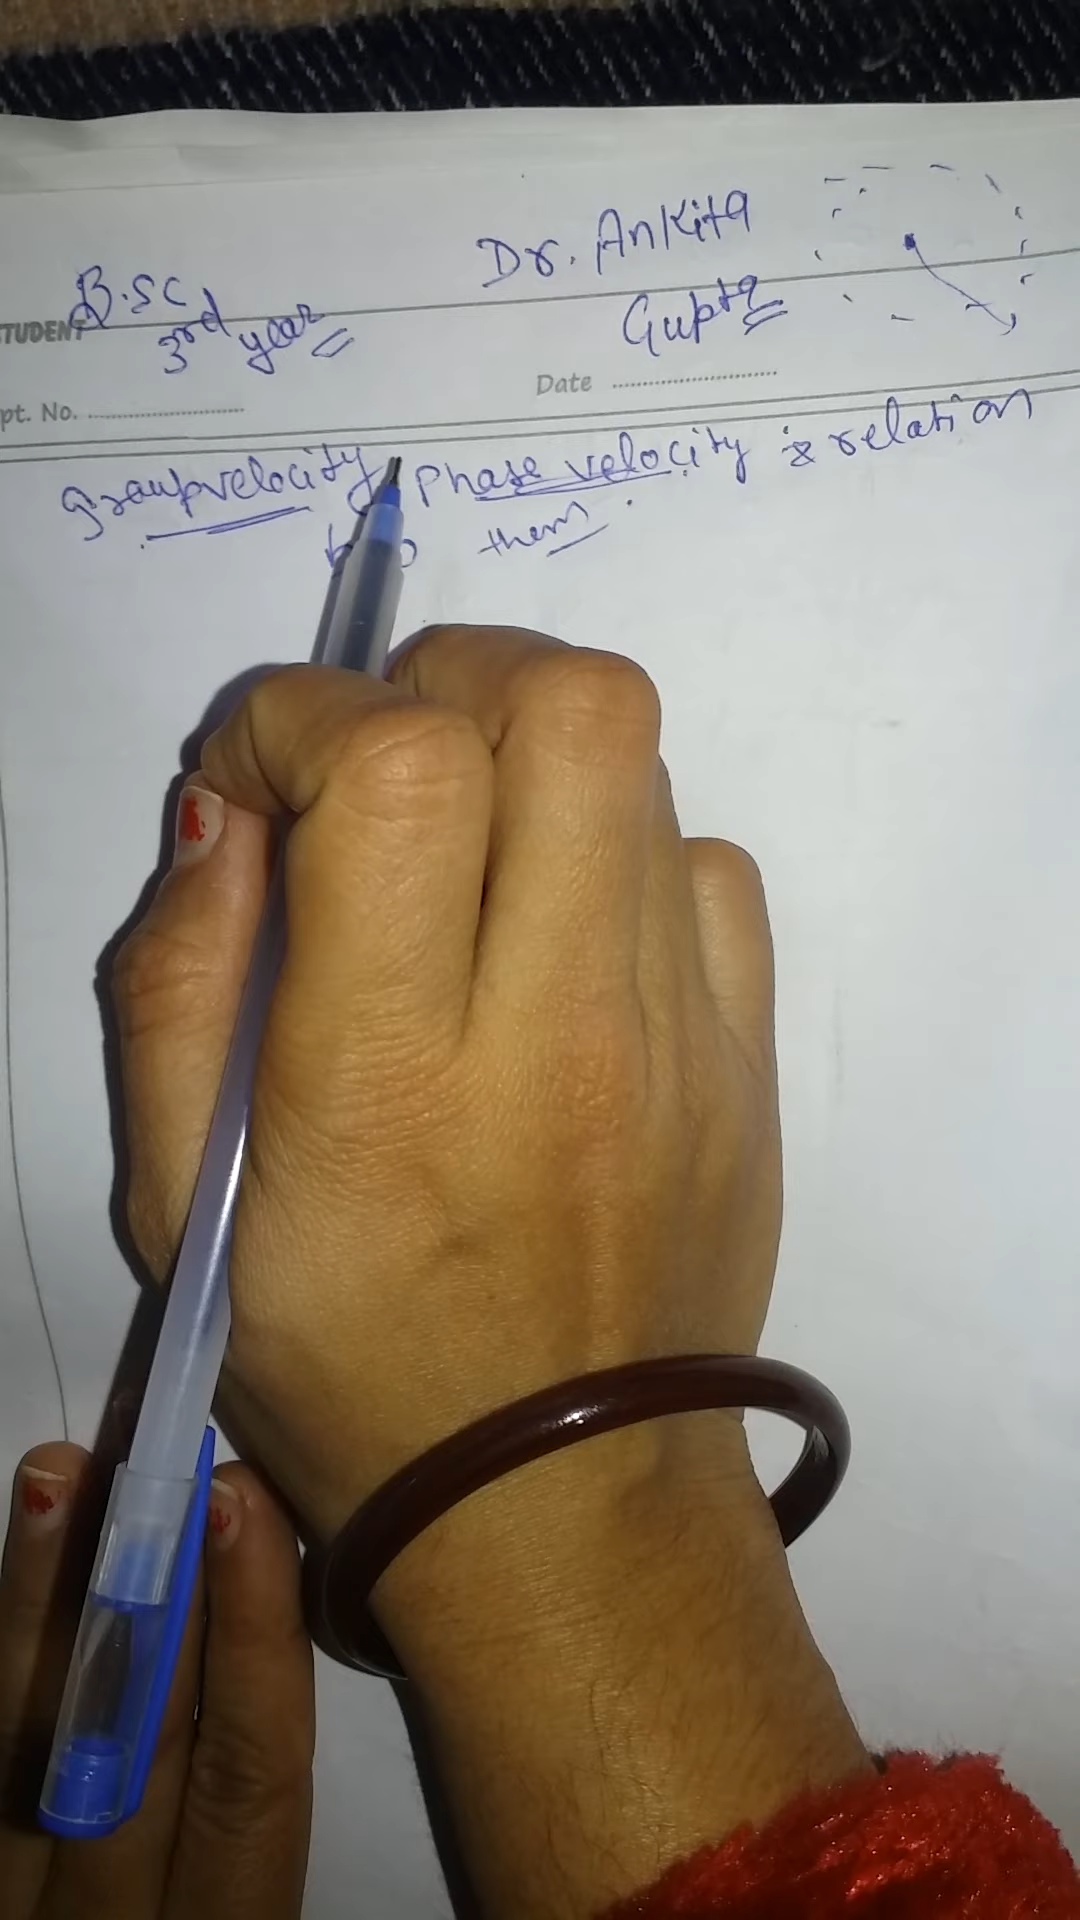 B.SC
3rd year
Dr. Ankita
Gupta
STUDENT
pt. No. ....................
Date ....................
group velocity phase velocity & relation
them.